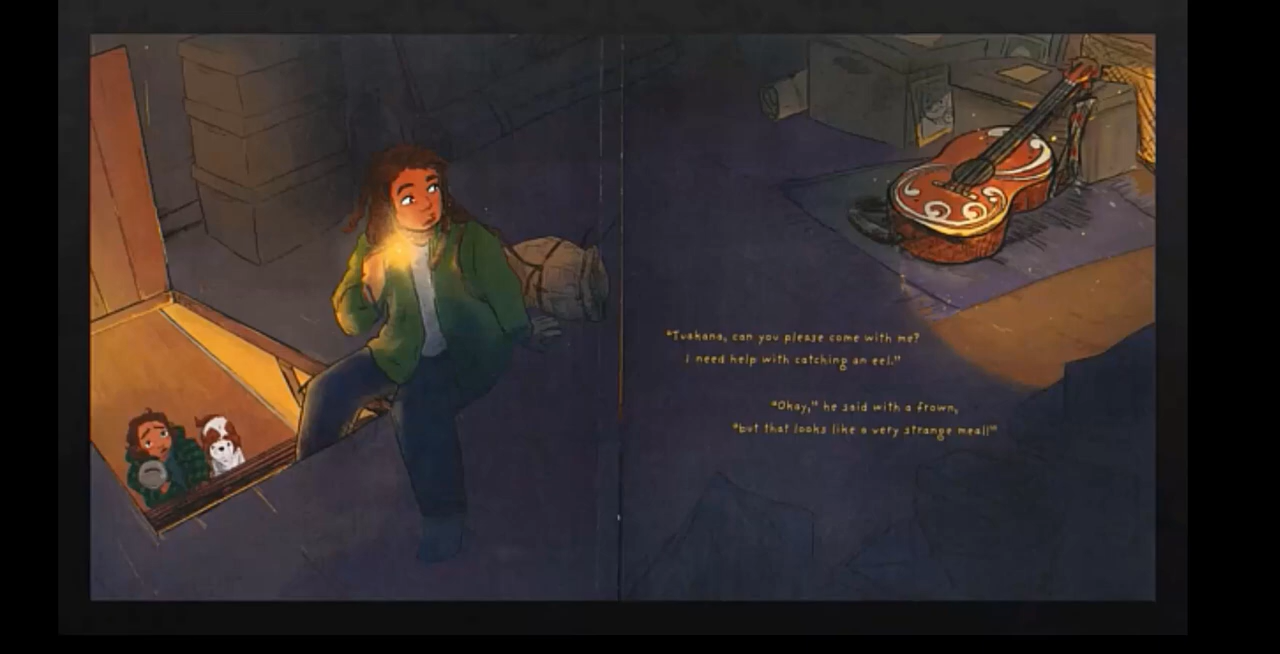 "Tuakana, can you please come with me?
I need help with catching an eel."
"Okay," he said with a frown,
"but that looks like a very strange meal!"